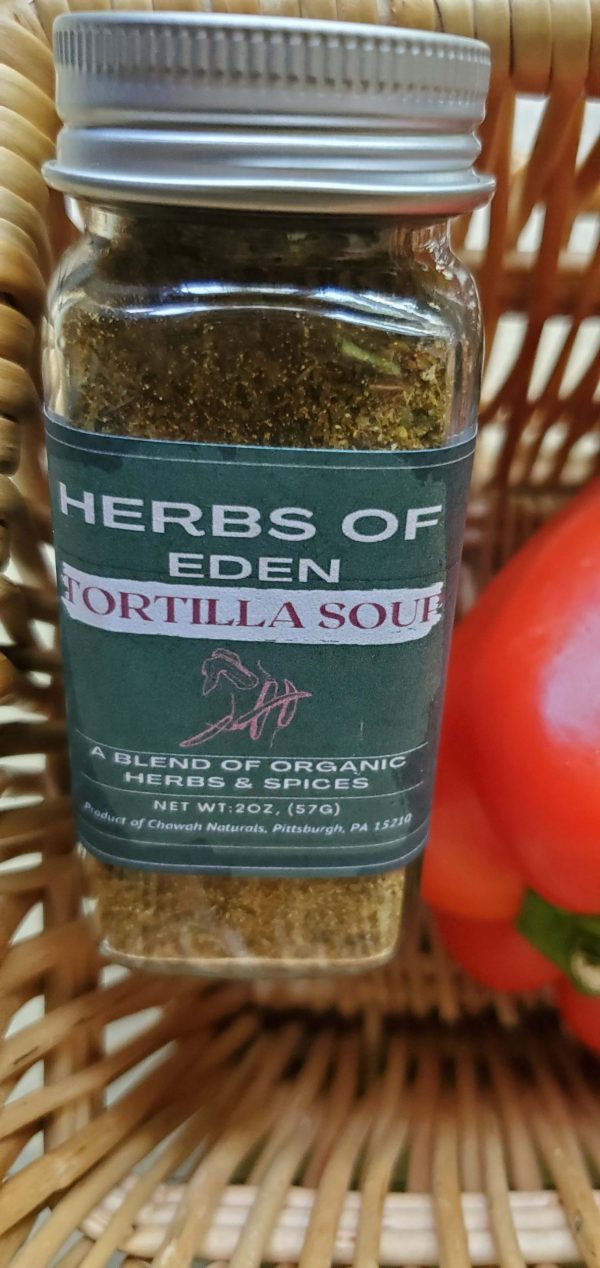 HERBS OF
EDEN
TORTILLA SOUP
A BLEND OF ORGANIC
HERBS & SPICES
NET WT:2OZ, (57G)
Product of Chawah Naturals, Pittsburgh, PA 15210